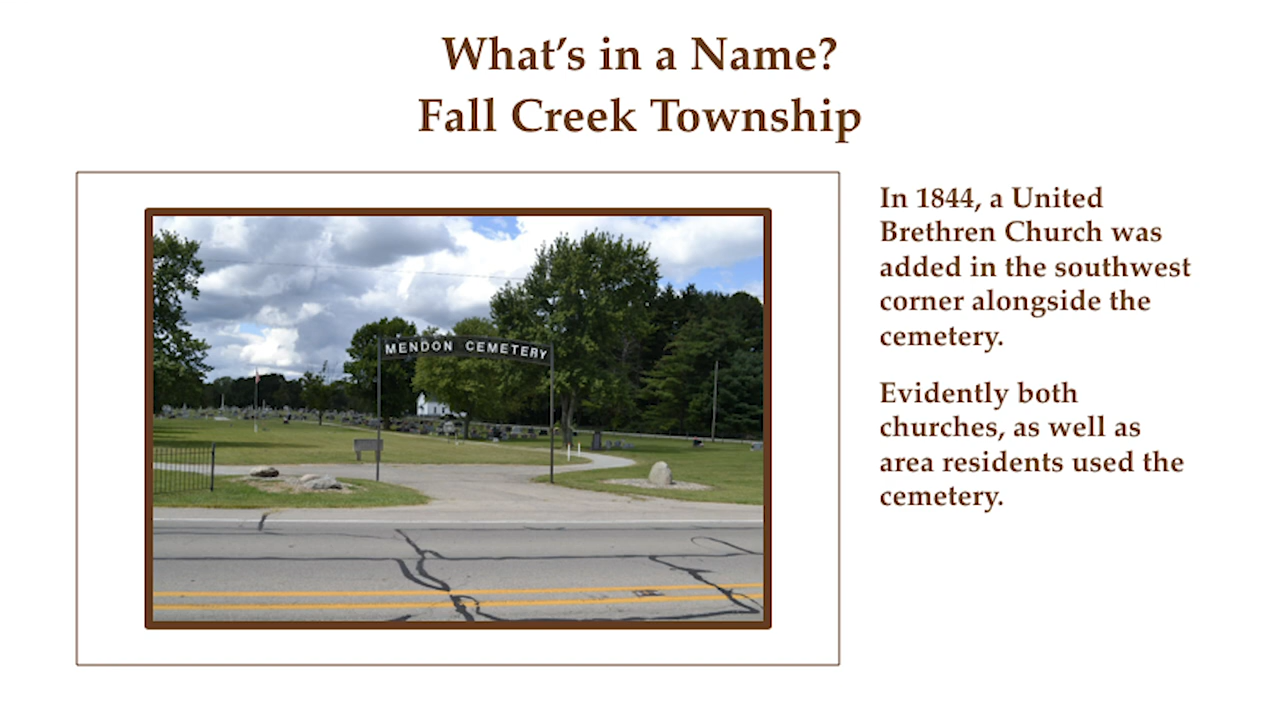 What’s in a Name?
Fall Creek Township
MENDON CEMETERY
In 1844, a United
Brethren Church was
added in the southwest
corner alongside the
cemetery.
Evidently both
churches, as well as
area residents used the
cemetery.